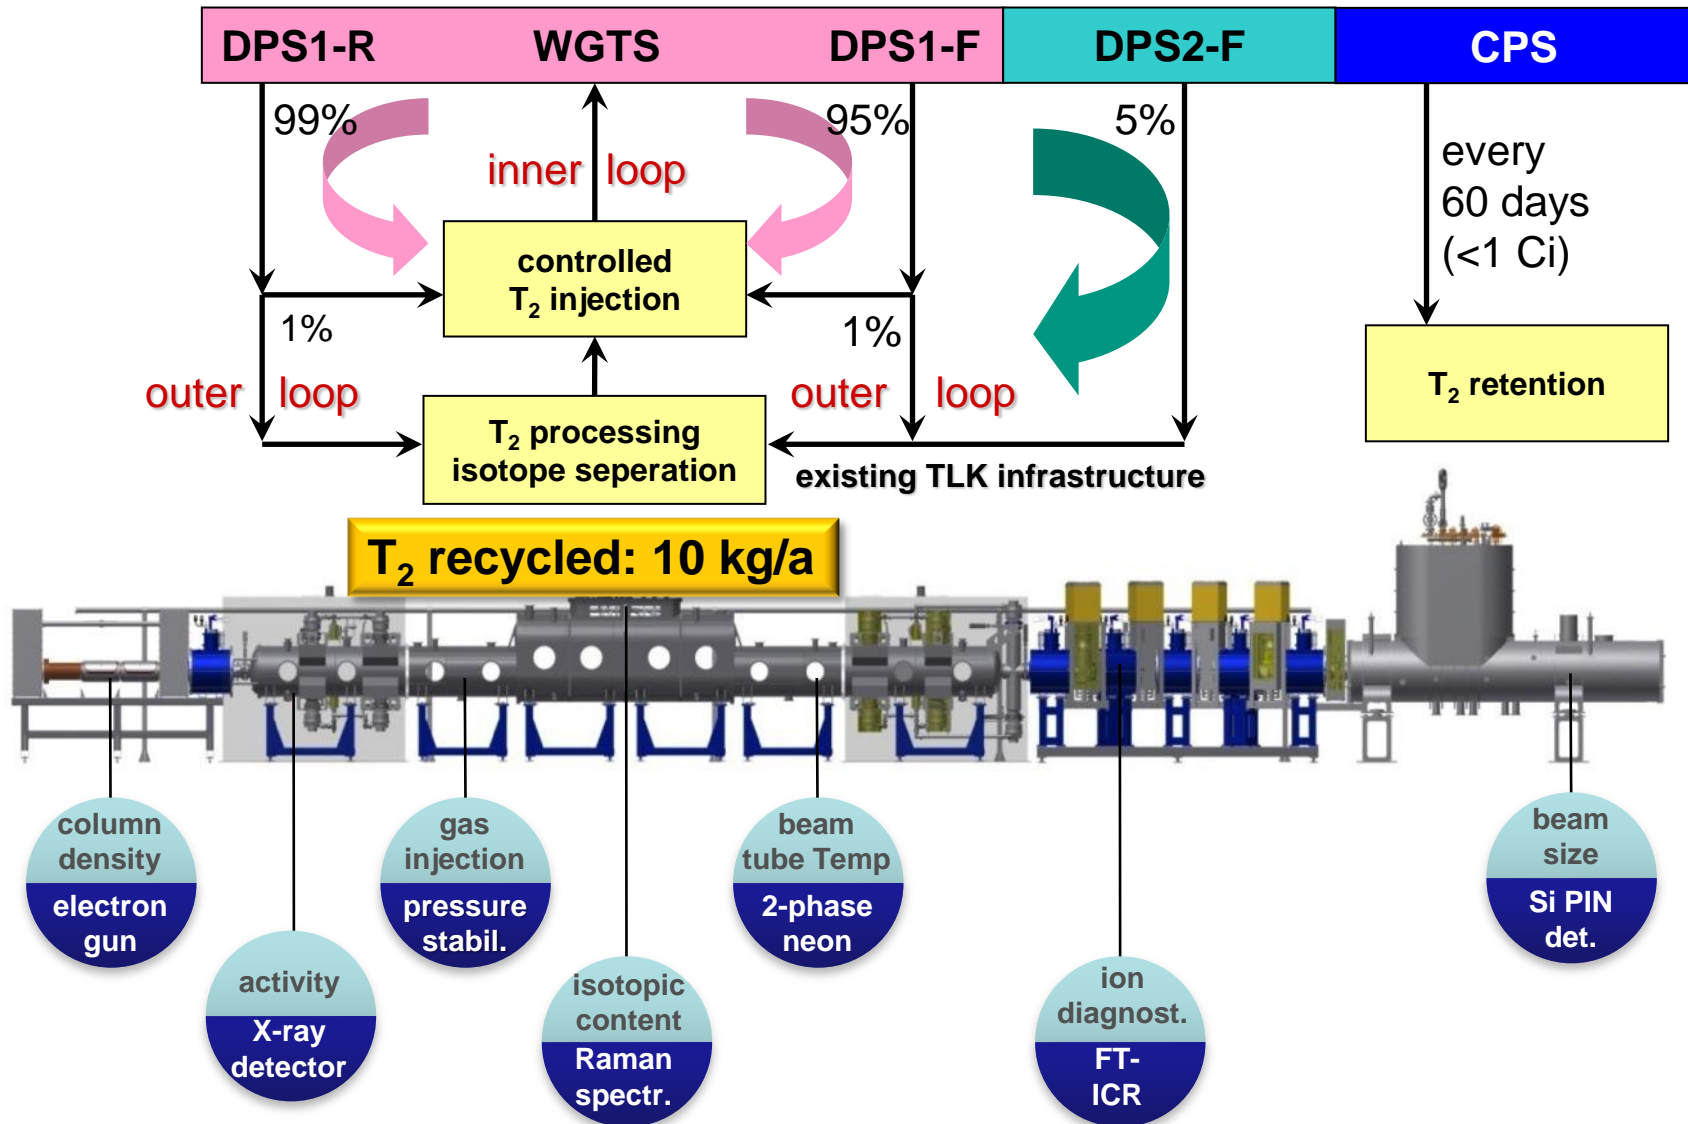 DPS1-R
WGTS
DPS1-F
DPS2-F
CPS
99%
95%
5%
inner loop
every
60 days
(<1 Ci)
controlled
T₂ injection
1%
1%
outer loop
outer loop
T₂ retention
T₂ processing
isotope seperation
existing TLK infrastructure
T₂ recycled: 10 kg/a
column
density
electron
gun
activity
X-ray
detector
gas
injection
pressure
stabil.
isotopic
content
Raman
spectr.
beam
tube Temp
2-phase
neon
ion
diagnost.
FT-
ICR
beam
size
Si PIN
det.